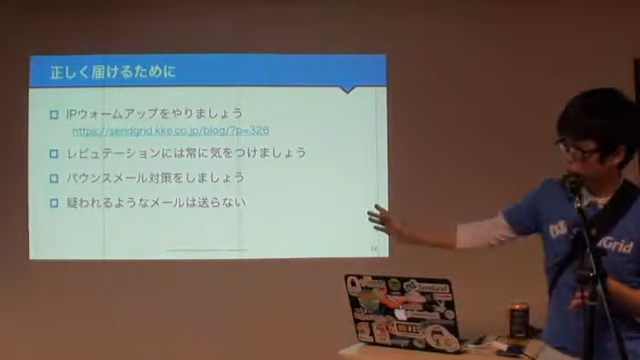 正しく届けるために
IPウォームアップをやりましょう
https://sendgrid.kke.co.jp/blog/?p=326
レピュテーションには常に気をつけましょう
バウンスメール対策をしましょう
疑われるようなメールは送らない
SendGrid